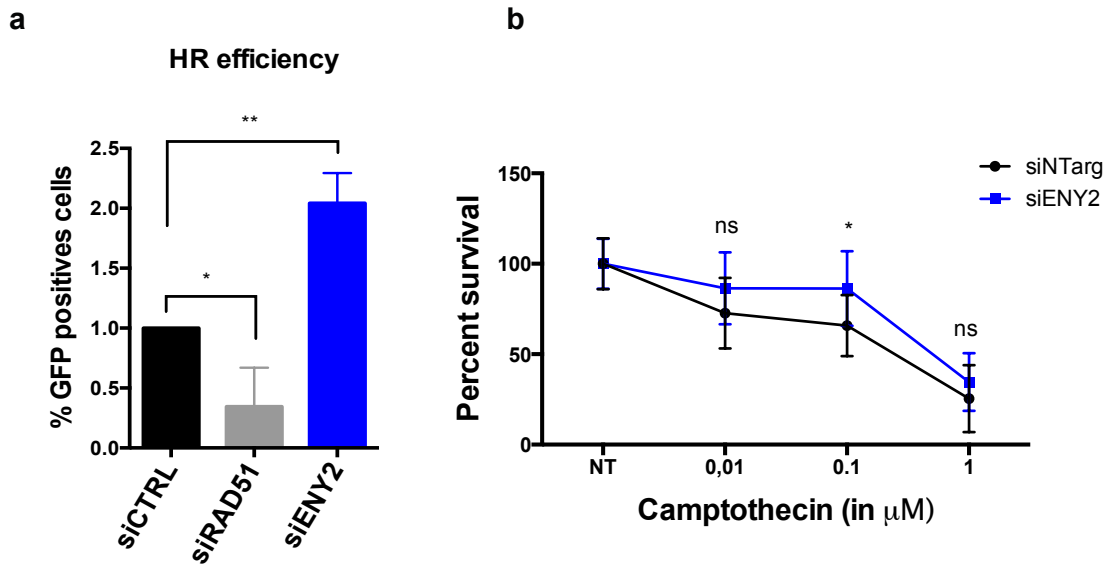 a
HR efficiency
**
*
% GFP positives cells
2.5
2.0
1.5
1.0
0.5
0.0
siCTRL
siRAD51
siENY2
b
siNTarg
siENY2
Percent survival
150
100
50
0
ns
*
ns
NT
0,01
0.1
1
Camptothecin (in μM)